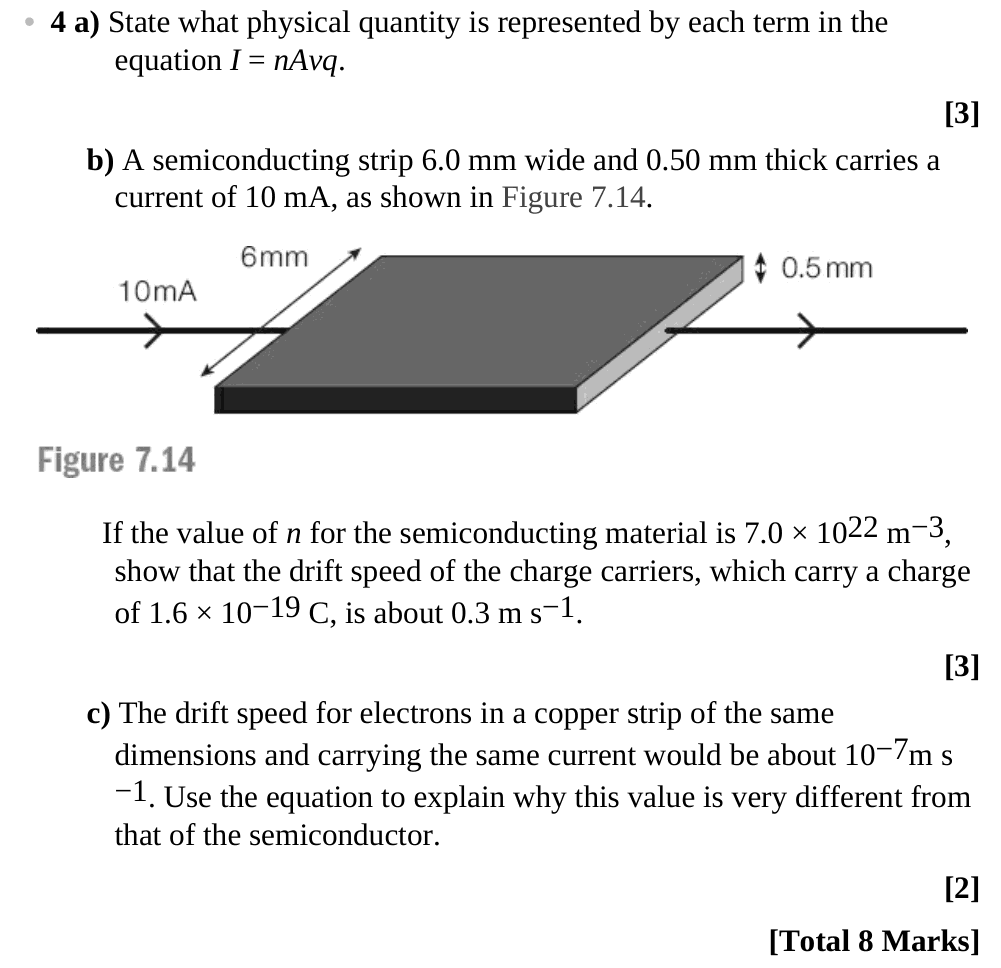 • 4 a) State what physical quantity is represented by each term in the
equation I = nAvq.
[3]
b) A semiconducting strip 6.0 mm wide and 0.50 mm thick carries a
current of 10 mA, as shown in Figure 7.14.
6mm
0.5mm
10mA
Figure 7.14
If the value of n for the semiconducting material is 7.0 × 10²² m⁻³,
show that the drift speed of the charge carriers, which carry a charge
of 1.6 × 10⁻¹⁹ C, is about 0.3 m s⁻¹.
[3]
c) The drift speed for electrons in a copper strip of the same
dimensions and carrying the same current would be about 10⁻⁷m s
⁻¹. Use the equation to explain why this value is very different from
that of the semiconductor.
[2]
[Total 8 Marks]